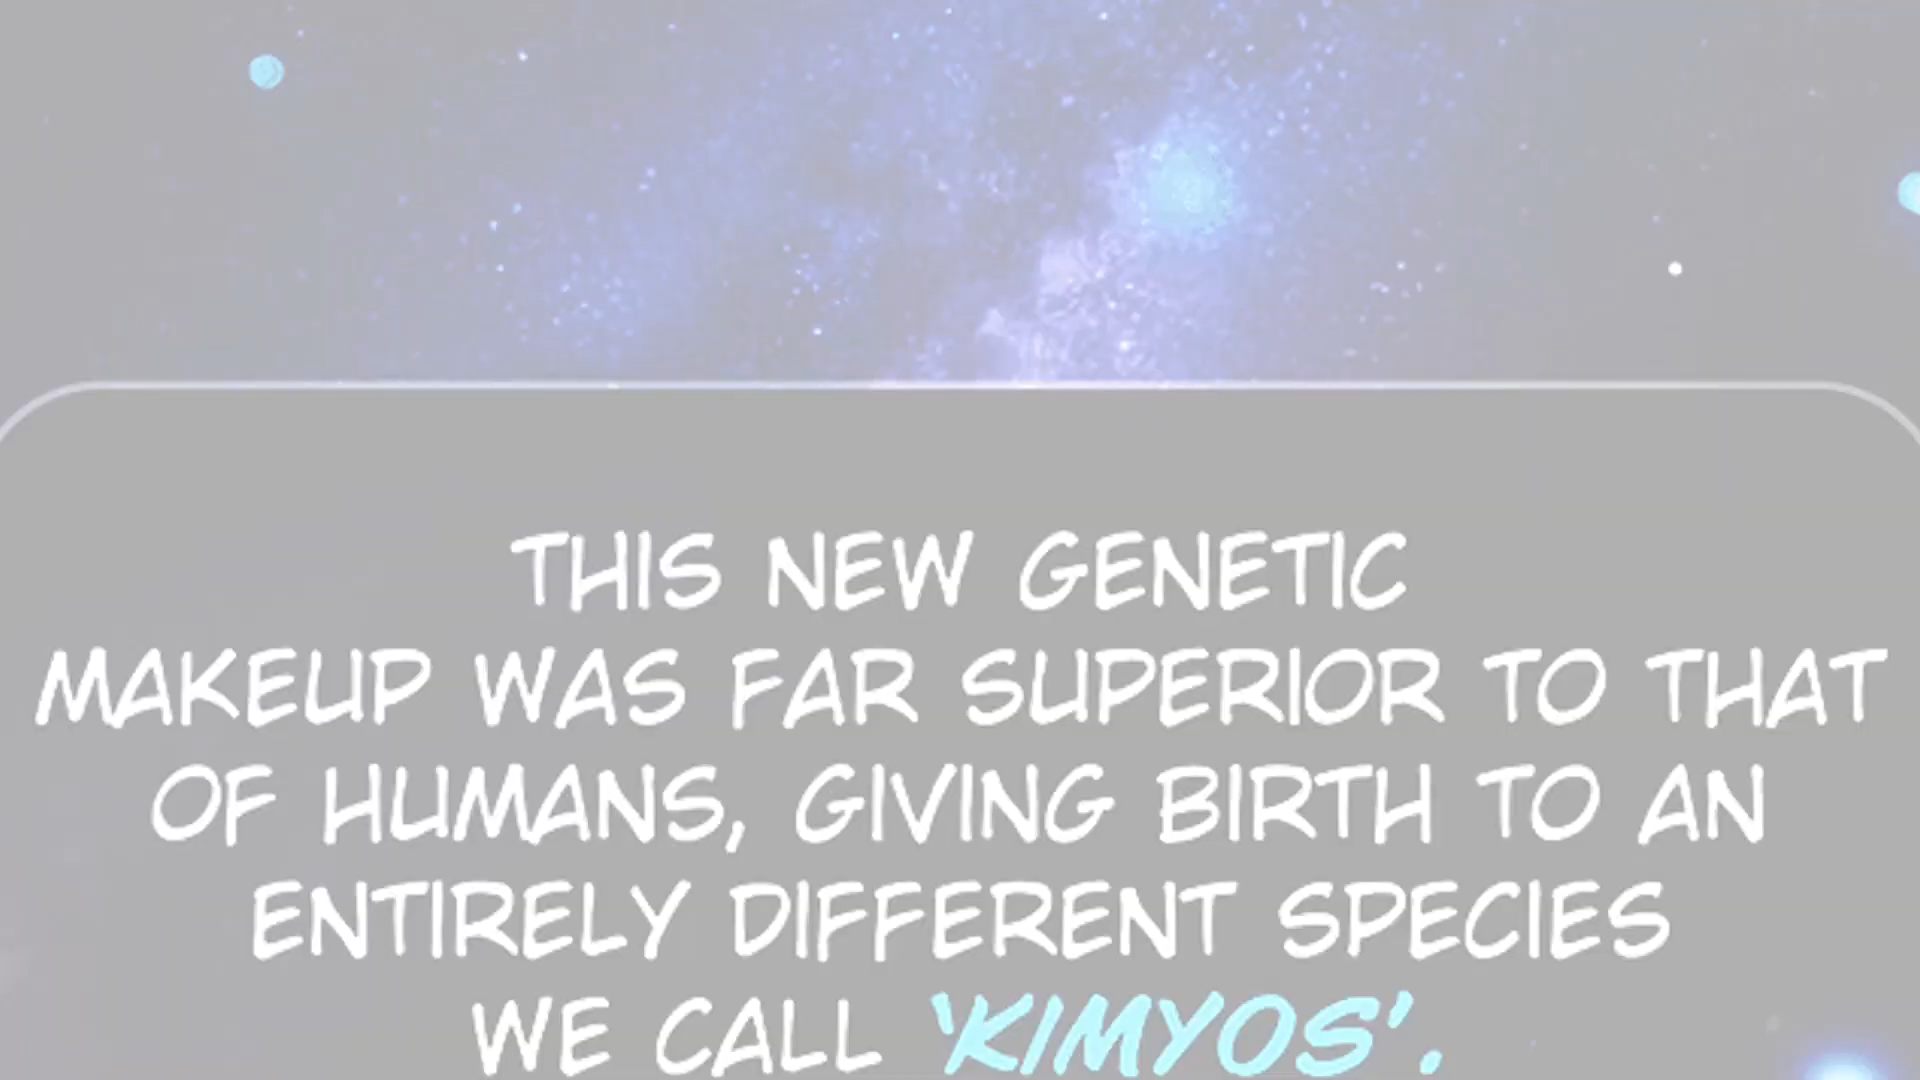 THIS NEW GENETIC
MAKEUP WAS FAR SUPERIOR TO THAT
OF HUMANS, GIVING BIRTH TO AN
ENTIRELY DIFFERENT SPECIES
WE CALL 'KIMYOS'.